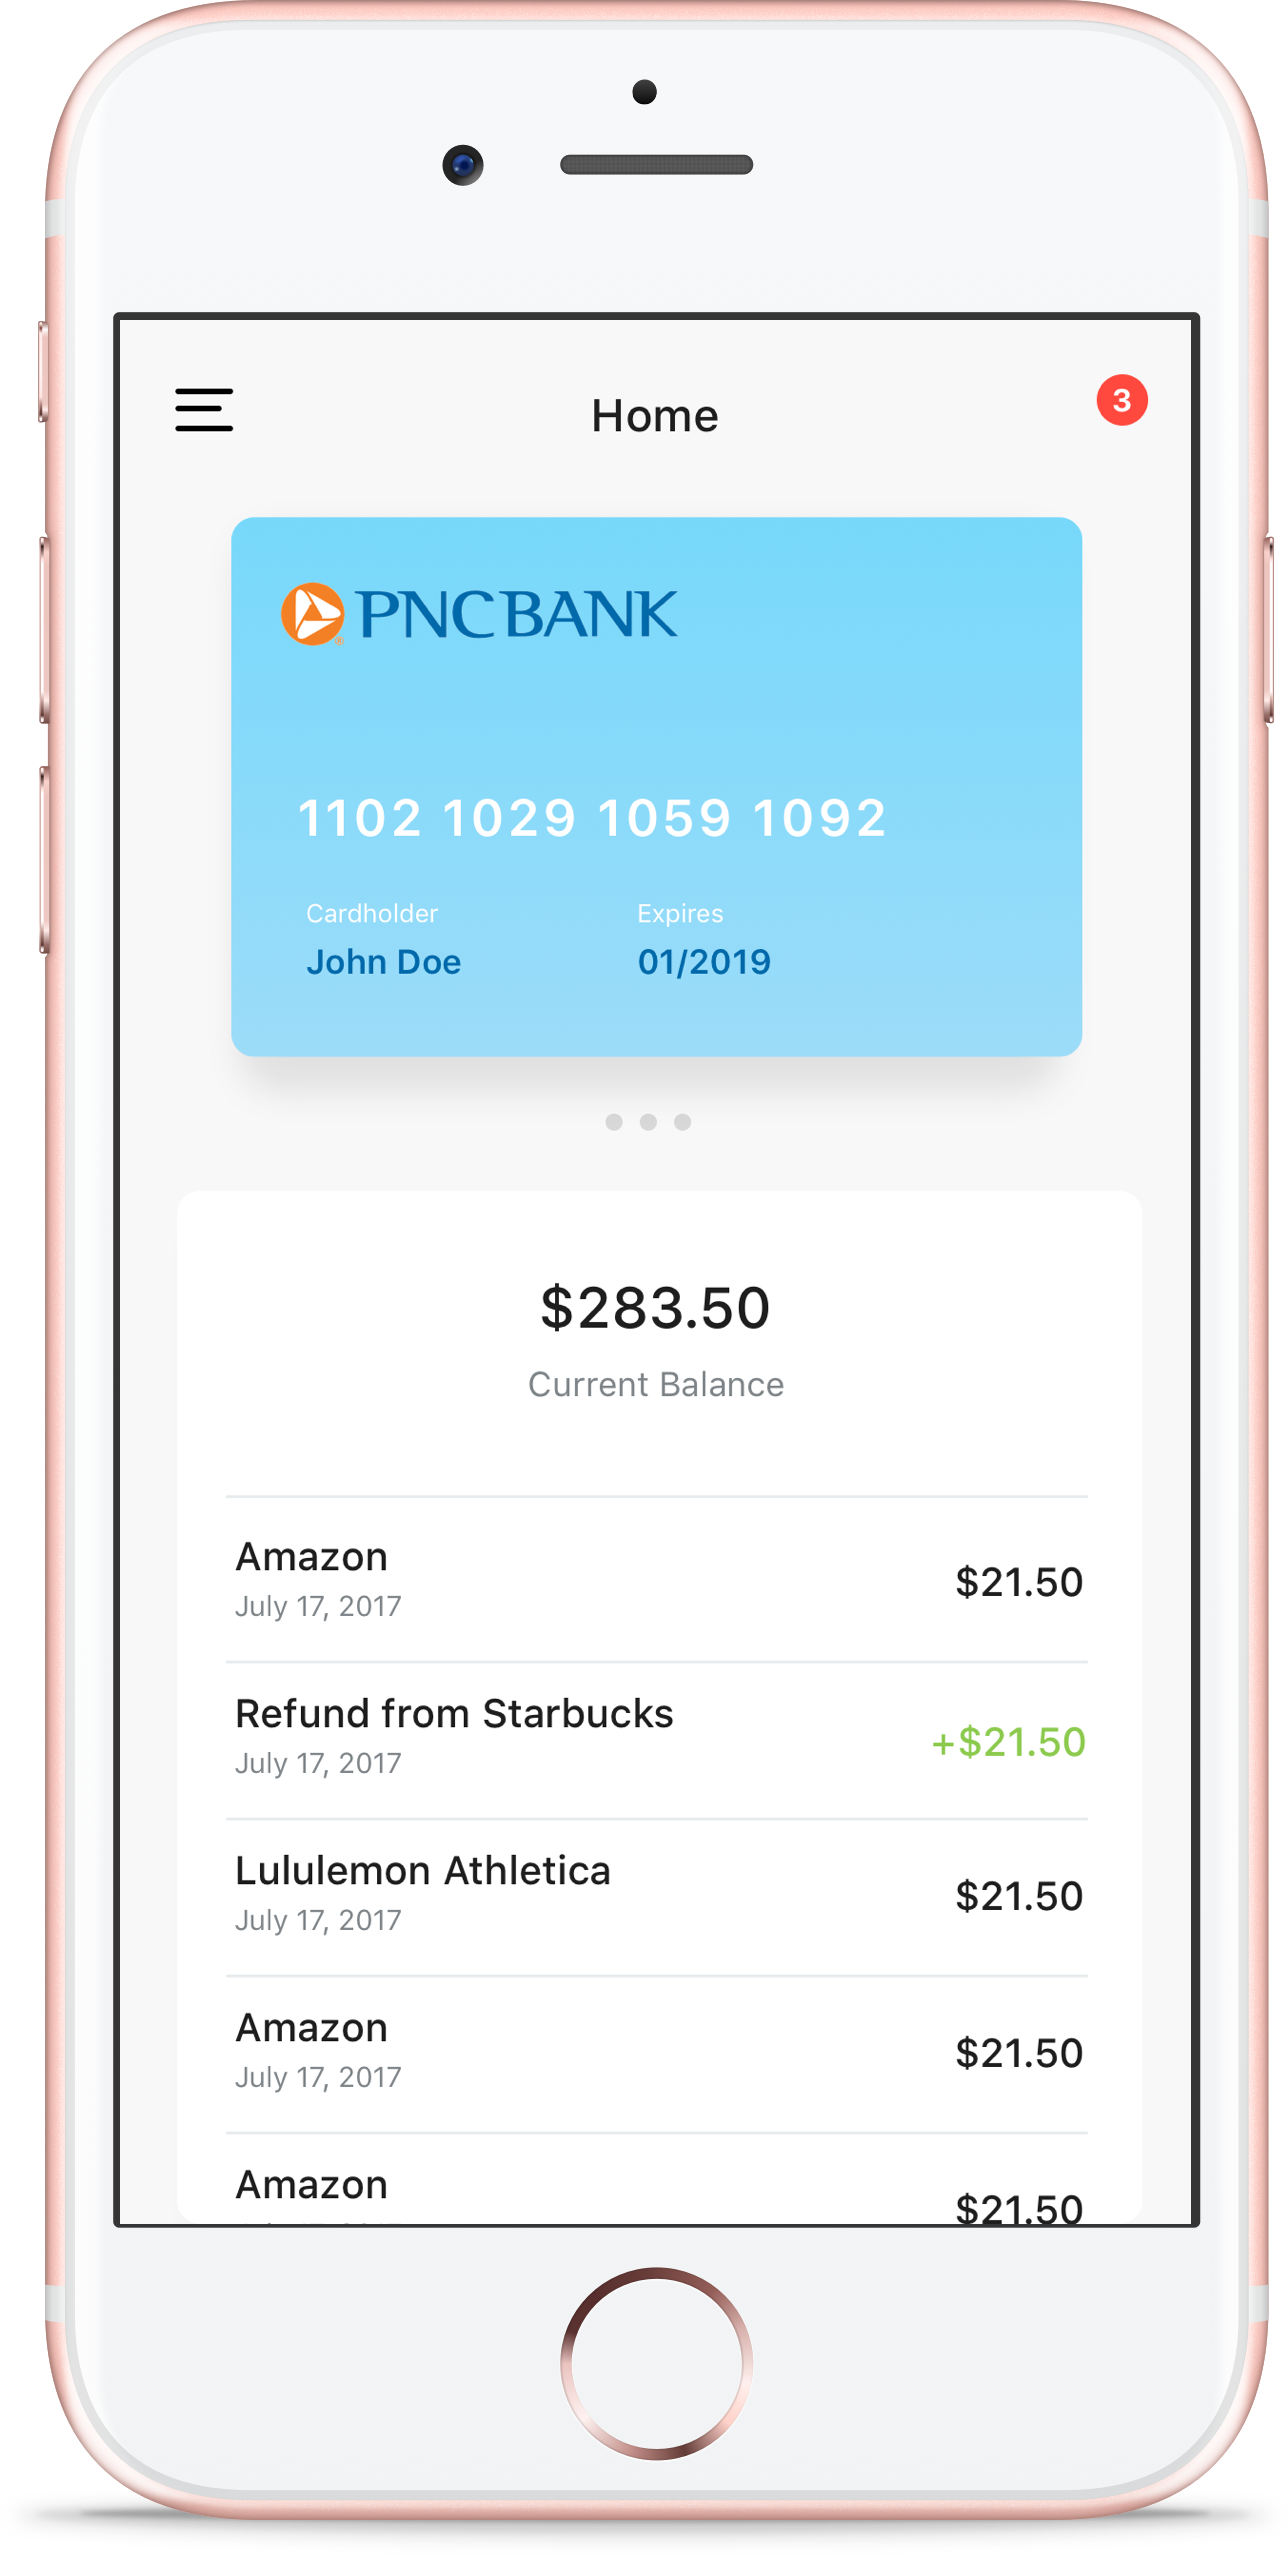 Home
3
PNCBANK
1102 1029 1059 1092
Cardholder Expires
John Doe 01/2019
$283.50
Current Balance
Amazon
July 17, 2017
$21.50
Refund from Starbucks
July 17, 2017
+$21.50
Lululemon Athletica
July 17, 2017
$21.50
Amazon
July 17, 2017
$21.50
Amazon
$21.50